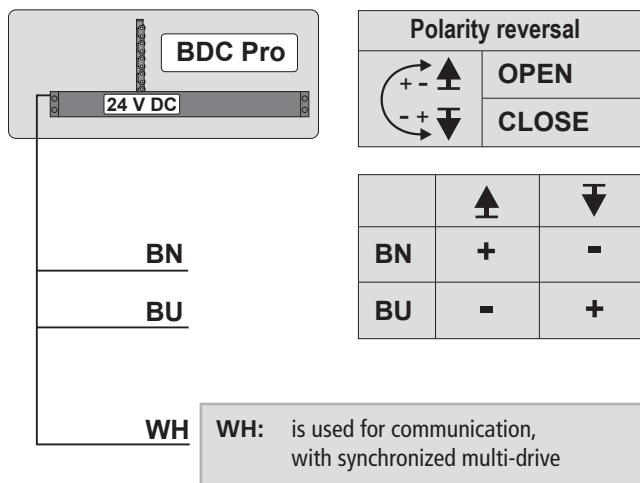 BDC Pro
24 V DC
BN
BU
WH
Polarity reversal
+ - OPEN
- + CLOSE
BN + -
BU - +
WH: is used for communication,
with synchronized multi-drive